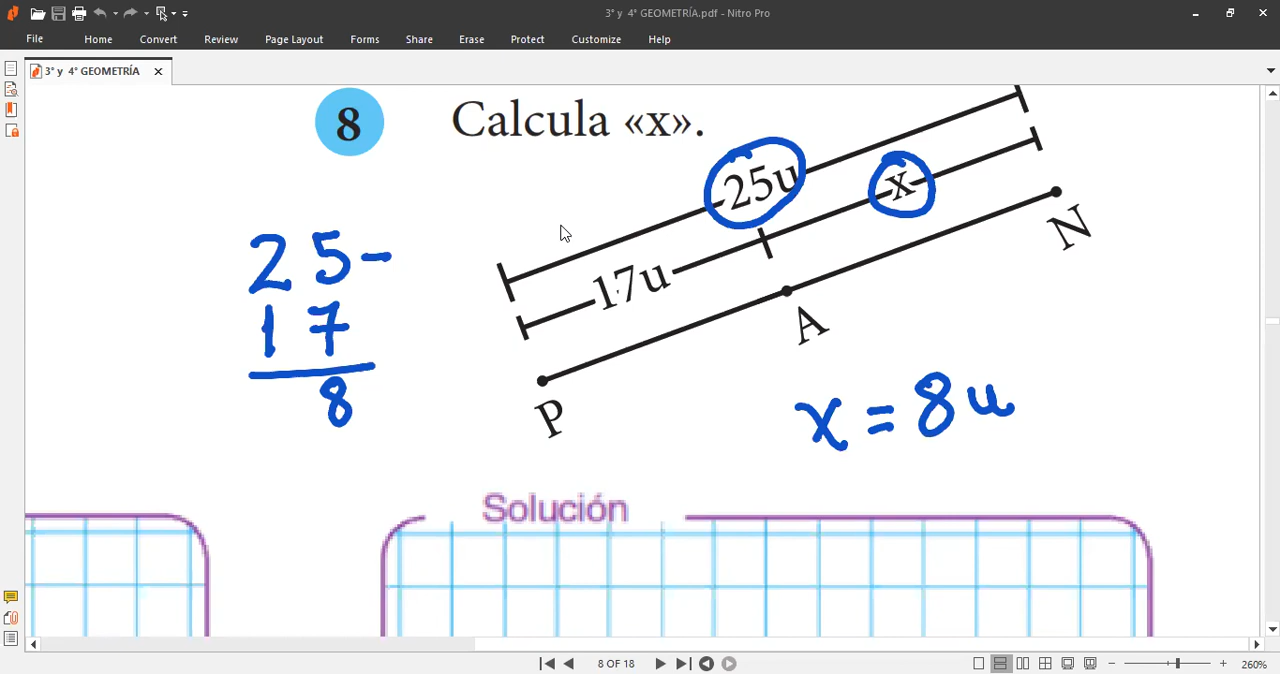 3° y 4° GEOMETRÍA.pdf - Nitro Pro
File Home Convert Review Page Layout Forms Share Erase Protect Customize Help
3° y 4° GEOMETRÍA
8 Calcula «x».
25u
x
17u
N
A
P
25-
17
8
x = 8u
Solución
8 OF 18
260%